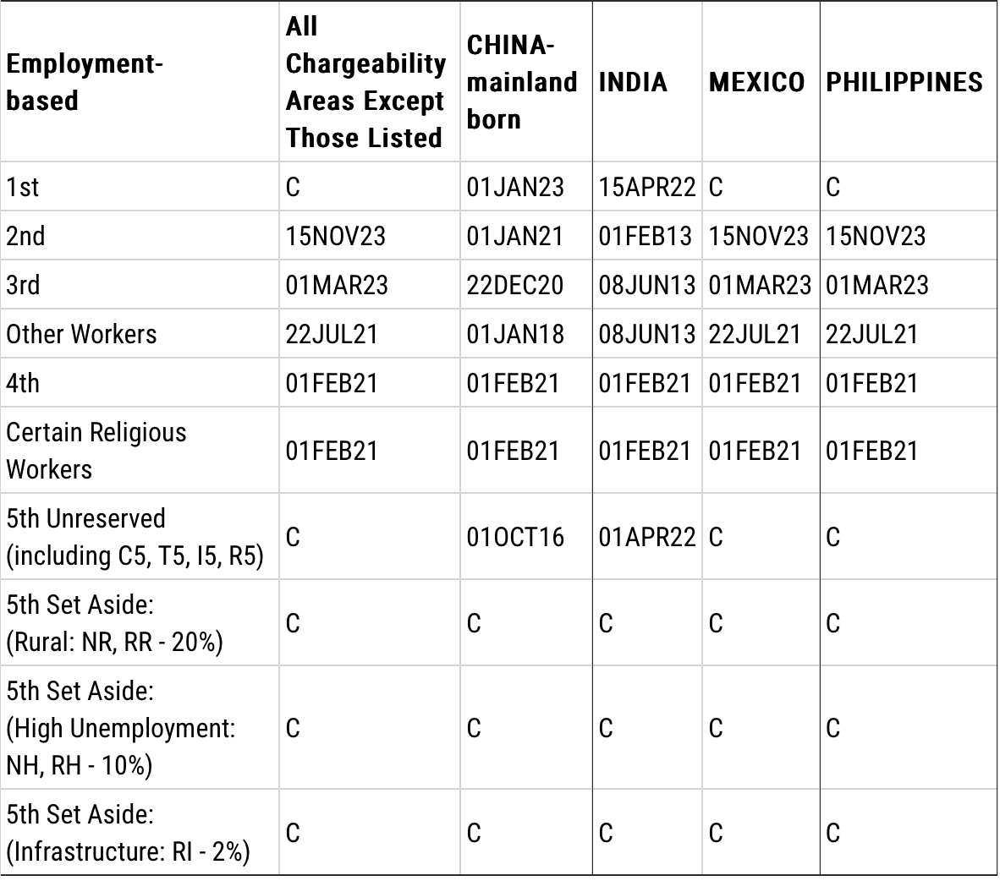 Employment-
based
All
Chargeability
Areas Except
Those Listed
CHINA-
mainland
born
INDIA
MEXICO
PHILIPPINES
1st
C
01JAN23
15APR22
C
C
2nd
15NOV23
01JAN21
01FEB13
15NOV23
15NOV23
3rd
01MAR23
22DEC20
08JUN13
01MAR23
01MAR23
Other Workers
22JUL21
01JAN18
08JUN13
22JUL21
22JUL21
4th
01FEB21
01FEB21
01FEB21
01FEB21
01FEB21
Certain Religious
Workers
01FEB21
01FEB21
01FEB21
01FEB21
01FEB21
5th Unreserved
(including C5, T5, I5, R5)
C
01OCT16
01APR22
C
C
5th Set Aside:
(Rural: NR, RR - 20%)
C
C
C
C
C
5th Set Aside:
(High Unemployment:
NH, RH - 10%)
C
C
C
C
C
5th Set Aside:
(Infrastructure: RI - 2%)
C
C
C
C
C